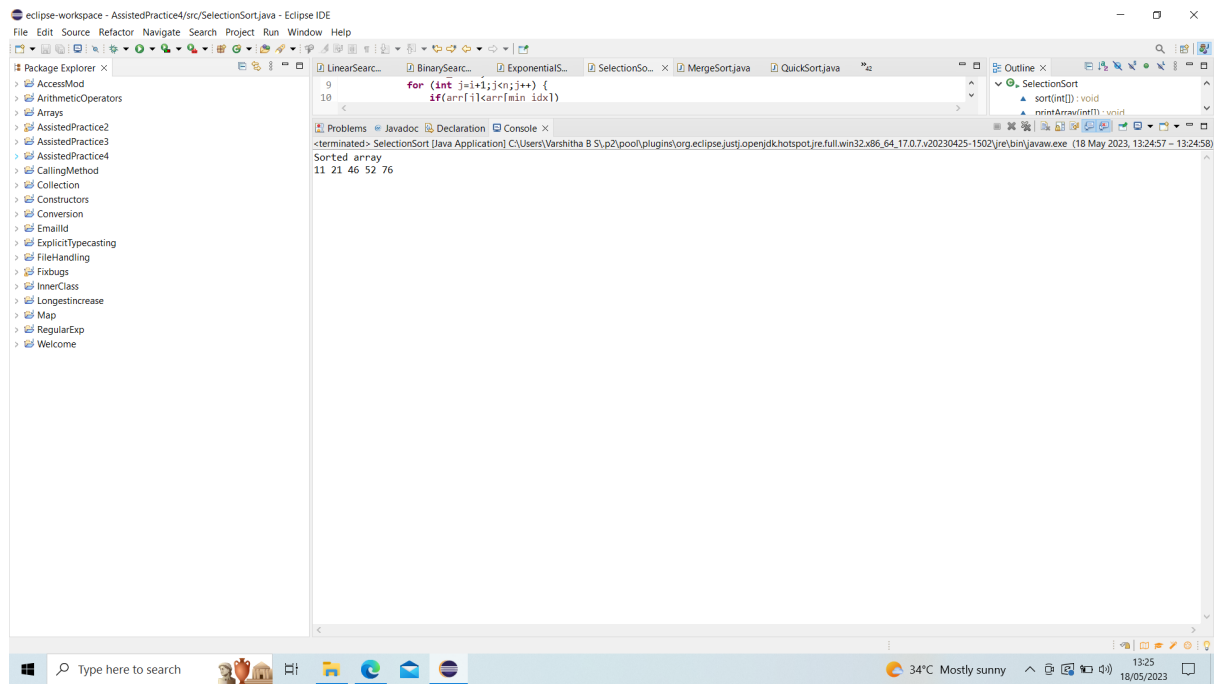 eclipse-workspace - AssistedPractice4/src/SelectionSort.java - Eclipse IDE
File Edit Source Refactor Navigate Search Project Run Window Help
Package Explorer
AccessMod
ArithmeticOperators
Arrays
AssistedPractice2
AssistedPractice3
AssistedPractice4
CallingMethod
Collection
Constructors
Conversion
EmailId
ExplicitTypecasting
FileHandling
Fixbugs
InnerClass
Longestincrease
Map
RegularExp
Welcome
LinearSearc... BinarySearc... ExponentialS... SelectionSo... MergeSort.java QuickSort.java »42
9 for (int j=i+1;j<n;j++) {
10 if(arr[j]<arr[min_idx])
Outline
SelectionSort
sort(int[]) : void
printArray(int[]) : void
Problems Javadoc Declaration Console
<terminated> SelectionSort [Java Application] C:\Users\Varshitha B S\.p2\pool\plugins\org.eclipse.justj.openjdk.hotspot.jre.full.win32.x86_64_17.0.7.v20230425-1502\jre\bin\javaw.exe (18 May 2023, 13:24:57 – 13:24:58)
Sorted array
11 21 46 52 76
Type here to search
34°C Mostly sunny
13:25
18/05/2023